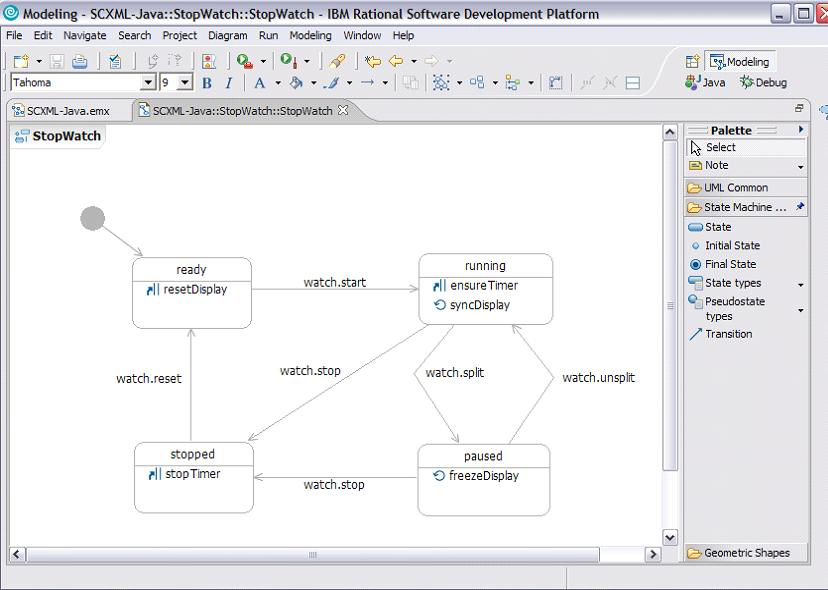 Modeling - SCXML-Java::StopWatch::StopWatch - IBM Rational Software Development Platform
File Edit Navigate Search Project Diagram Run Modeling Window Help
Modeling
Tahoma 9 B I A
Java Debug
SCXML-Java.emx SCXML-Java::StopWatch::StopWatch
StopWatch
ready
resetDisplay
watch.start
running
ensureTimer
syncDisplay
watch.reset
watch.stop
watch.split
watch.unsplit
stopped
stopTimer
watch.stop
paused
freezeDisplay
Palette
Select
Note
UML Common
State Machine ...
State
Initial State
Final State
State types
Pseudostate
types
Transition
Geometric Shapes